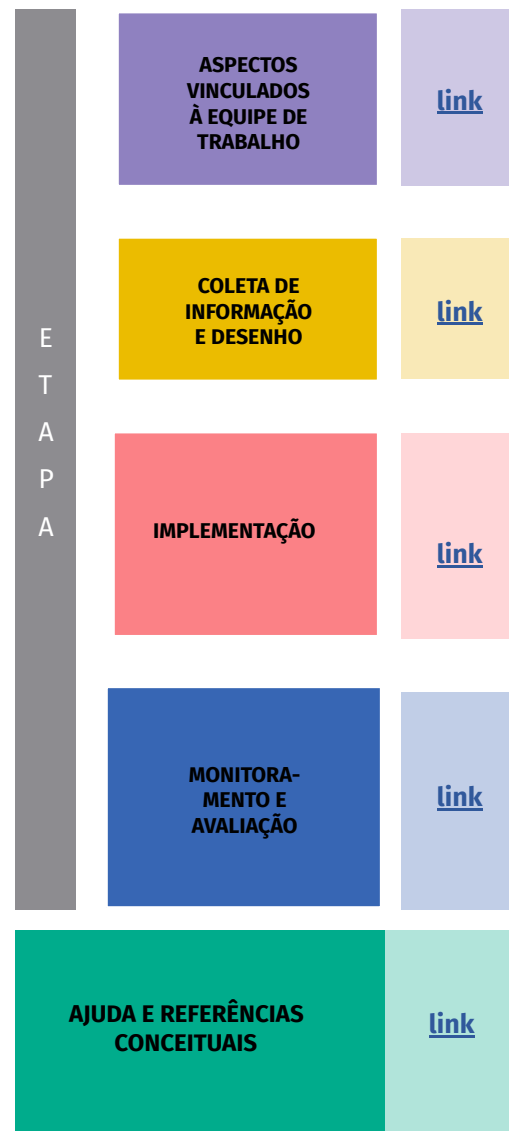 ASPECTOS
VINCULADOS
À EQUIPE DE
TRABALHO
link
COLETA DE
INFORMAÇÃO
E DESENHO
link
E
T
A
P
A
IMPLEMENTAÇÃO
link
MONITORA-
MENTO E
AVALIAÇÃO
link
AJUDA E REFERÊNCIAS
CONCEITUAIS
link